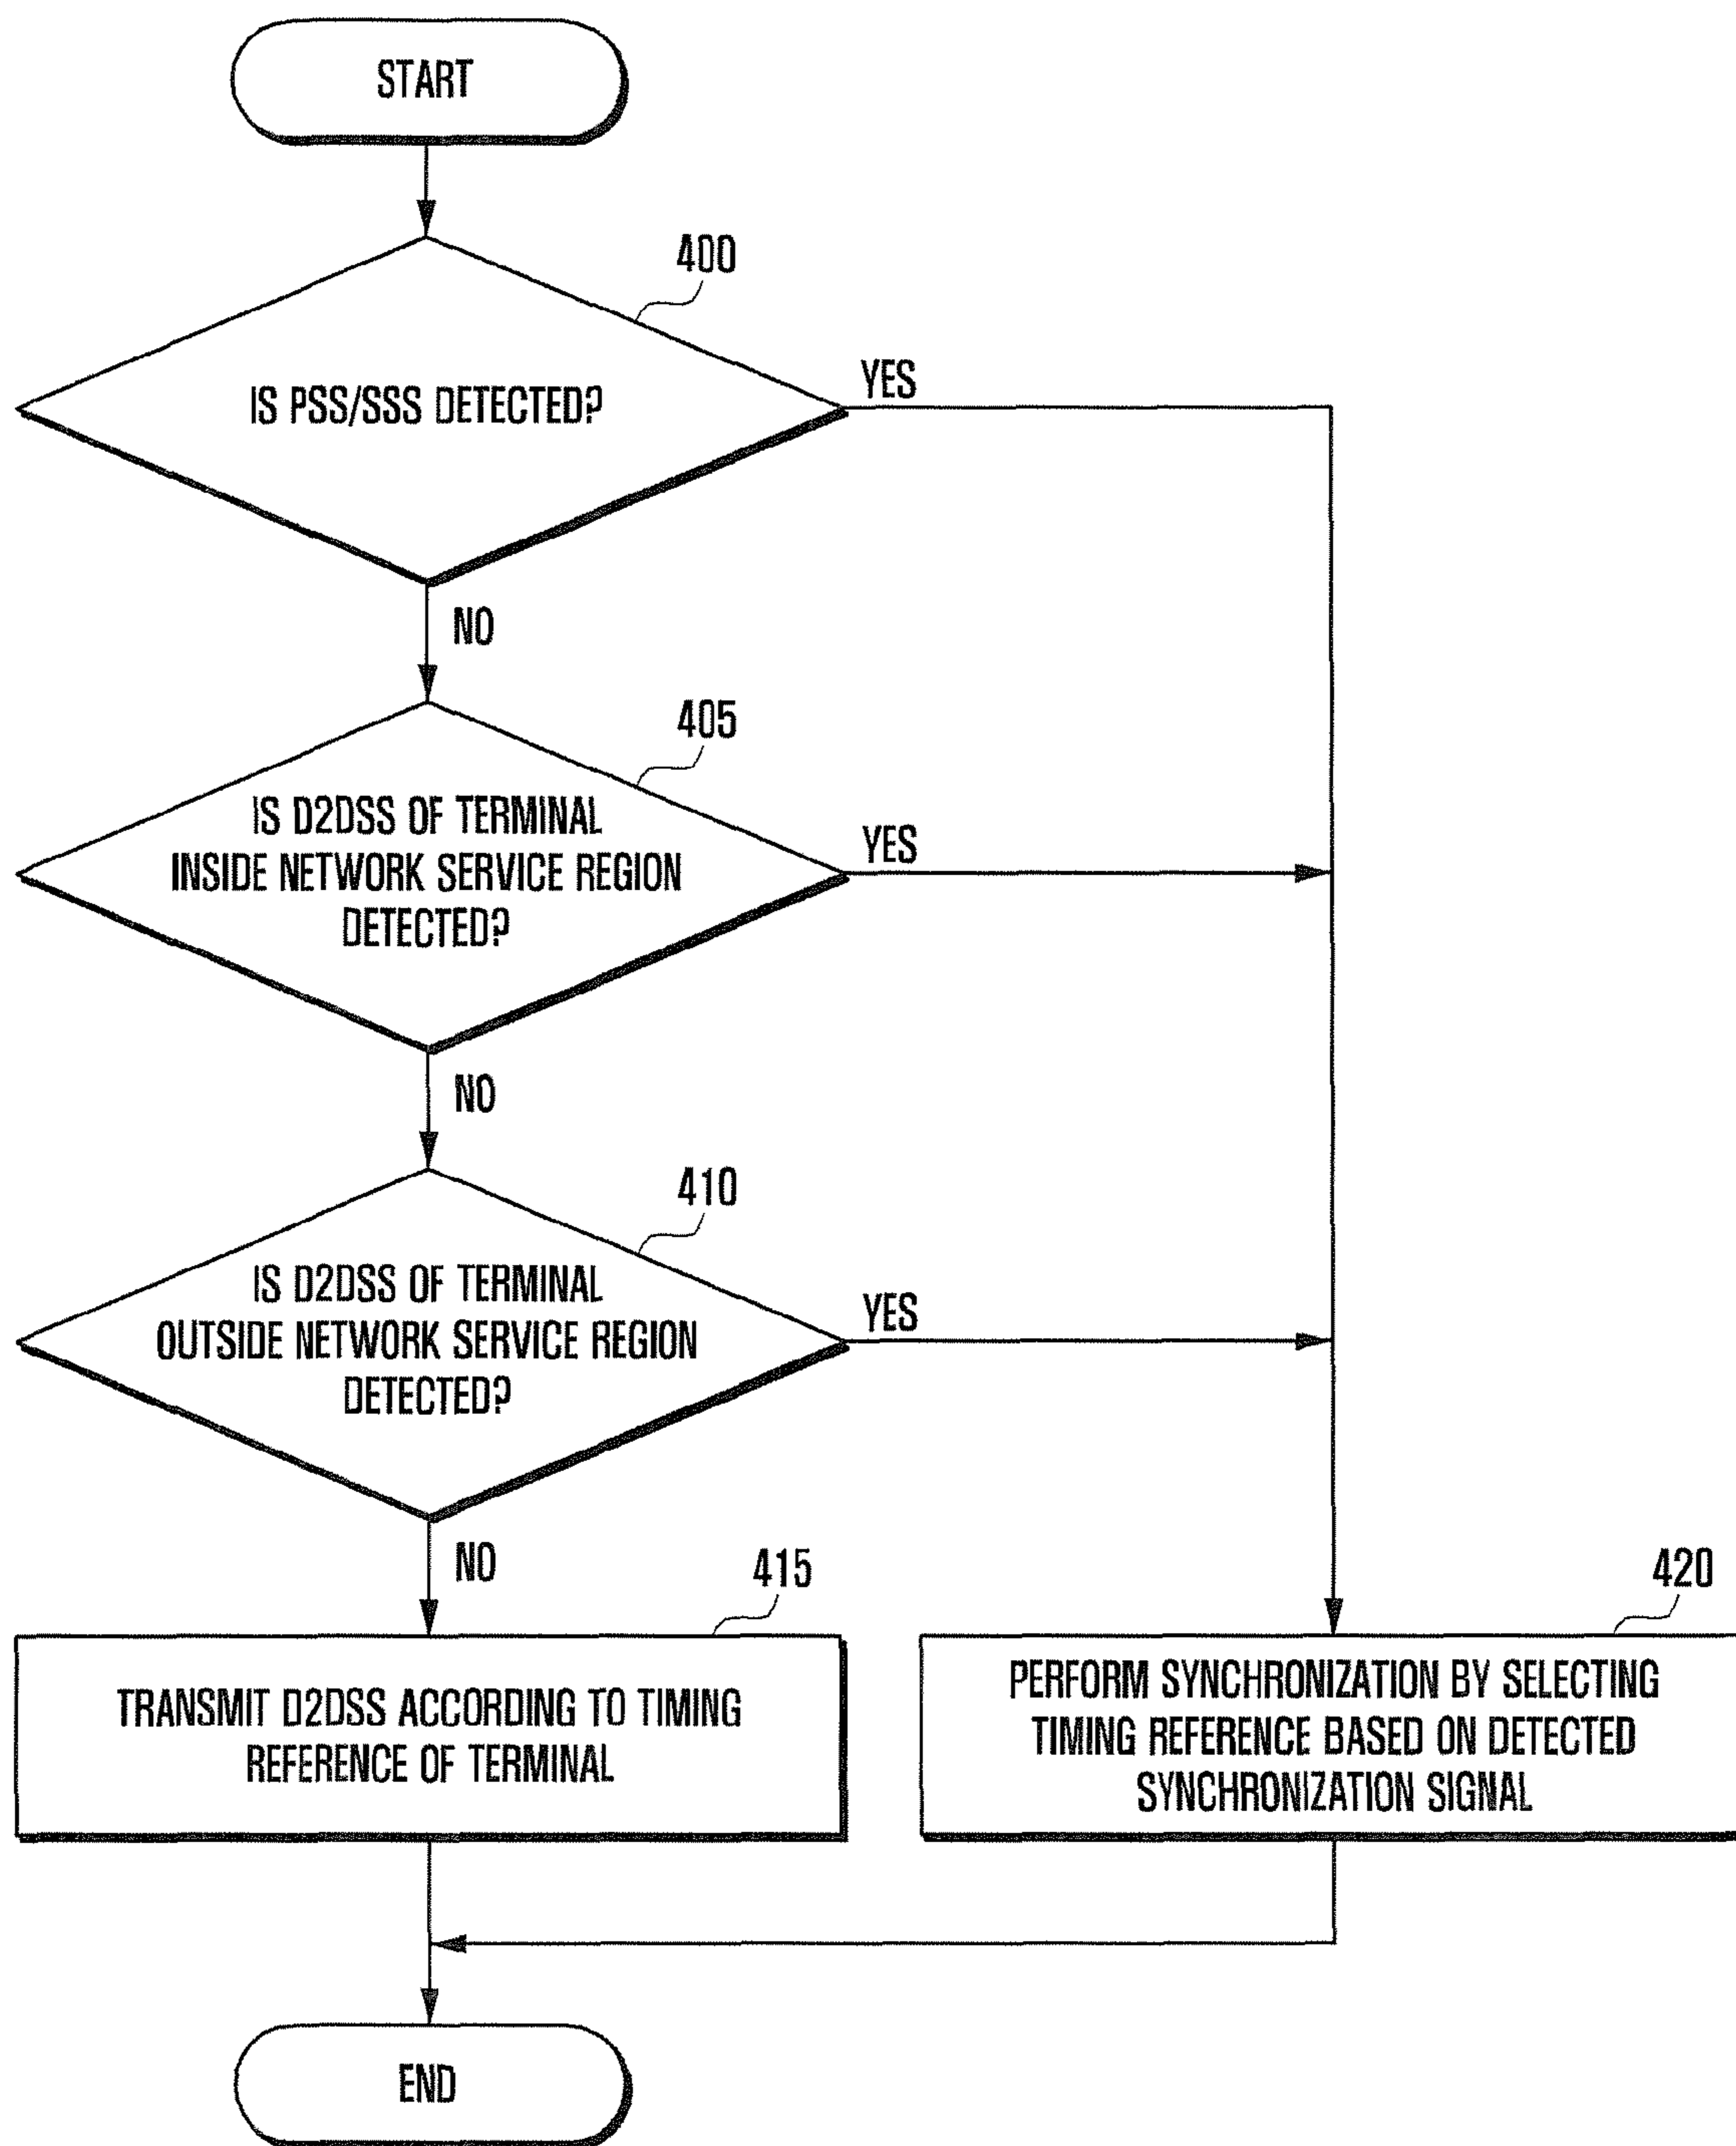 START
400
IS PSS/SSS DETECTED?
YES
NO
405
IS D2DSS OF TERMINAL
INSIDE NETWORK SERVICE REGION
DETECTED?
YES
NO
410
IS D2DSS OF TERMINAL
OUTSIDE NETWORK SERVICE REGION
DETECTED?
YES
NO
415
TRANSMIT D2DSS ACCORDING TO TIMING
REFERENCE OF TERMINAL
420
PERFORM SYNCHRONIZATION BY SELECTING
TIMING REFERENCE BASED ON DETECTED
SYNCHRONIZATION SIGNAL
END